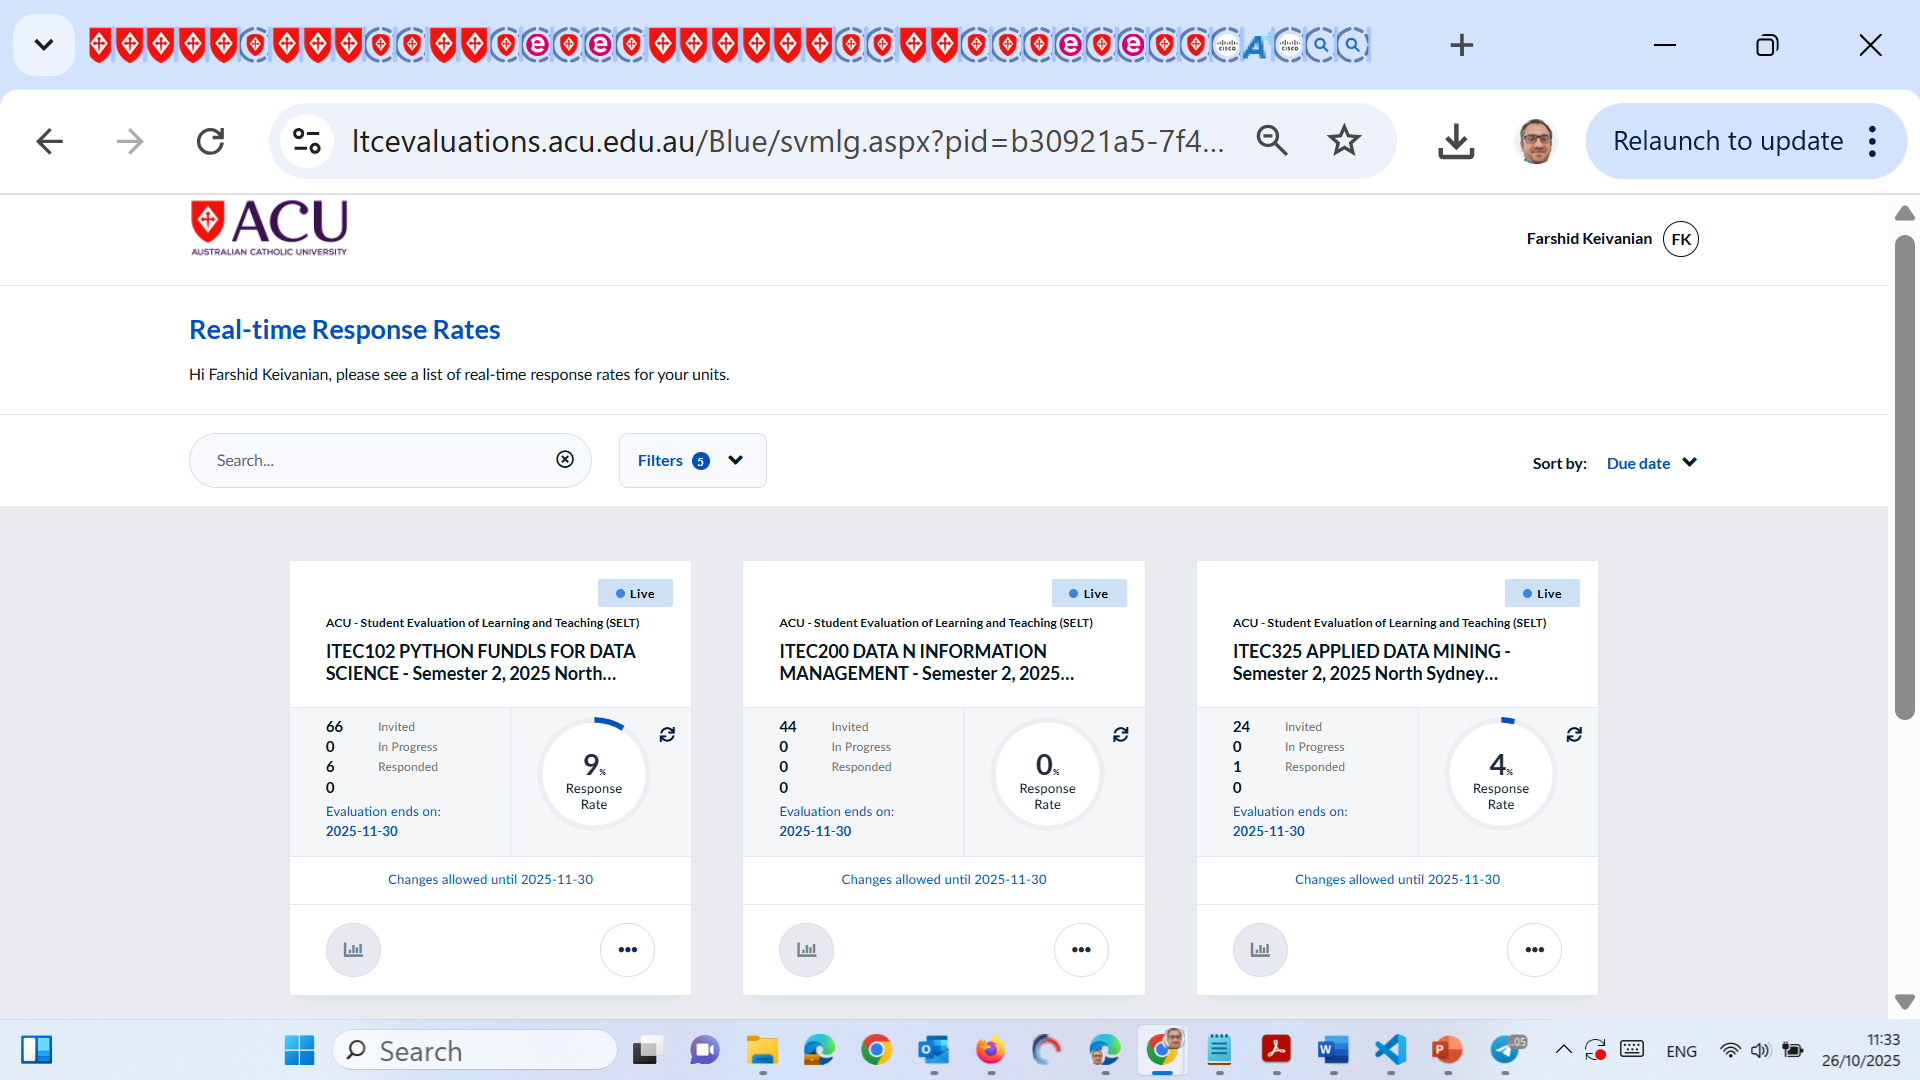 ltcevaluations.acu.edu.au/Blue/svmlg.aspx?pid=b30921a5-7f4...
Relaunch to update
ACU
AUSTRALIAN CATHOLIC UNIVERSITY
Farshid Keivanian FK
Real-time Response Rates
Hi Farshid Keivanian, please see a list of real-time response rates for your units.
Search...
Filters 5
Sort by: Due date
Live
ACU - Student Evaluation of Learning and Teaching (SELT)
ITEC102 PYTHON FUNDLS FOR DATA
SCIENCE - Semester 2, 2025 North...
66 Invited
0 In Progress
6 Responded
0
Evaluation ends on:
2025-11-30
9%
Response
Rate
Changes allowed until 2025-11-30
Live
ACU - Student Evaluation of Learning and Teaching (SELT)
ITEC200 DATA N INFORMATION
MANAGEMENT - Semester 2, 2025...
44 Invited
0 In Progress
0 Responded
0
Evaluation ends on:
2025-11-30
0%
Response
Rate
Changes allowed until 2025-11-30
Live
ACU - Student Evaluation of Learning and Teaching (SELT)
ITEC325 APPLIED DATA MINING -
Semester 2, 2025 North Sydney...
24 Invited
0 In Progress
1 Responded
0
Evaluation ends on:
2025-11-30
4%
Response
Rate
Changes allowed until 2025-11-30
Search
ENG
11:33
26/10/2025